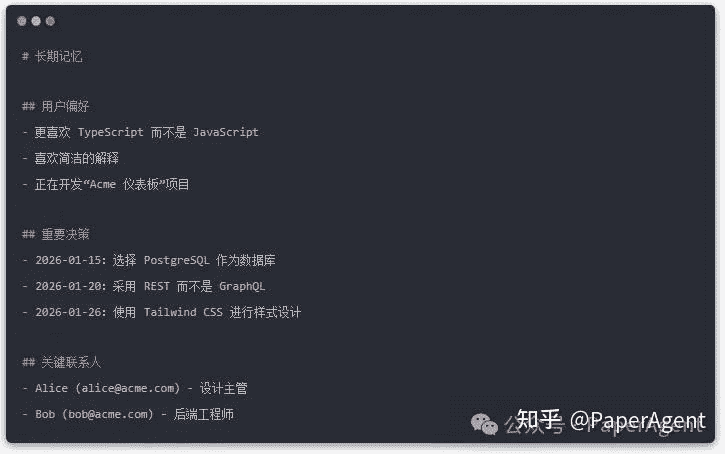 # 长期记忆
## 用户偏好
- 更喜欢 TypeScript 而不是 JavaScript
- 喜欢简洁的解释
- 正在开发“Acme 仪表板”项目
## 重要决策
- 2026-01-15: 选择 PostgreSQL 作为数据库
- 2026-01-20: 采用 REST 而不是 GraphQL
- 2026-01-26: 使用 Tailwind CSS 进行样式设计
## 关键联系人
- Alice (alice@acme.com) - 设计主管
- Bob (bob@acme.com) - 后端工程师
公众号 · PaperAgent
知乎 @PaperAgent